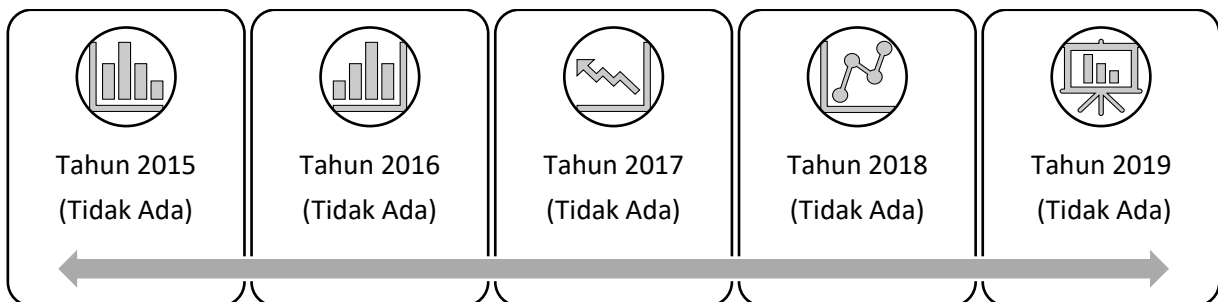 Tahun 2015
(Tidak Ada)
Tahun 2016
(Tidak Ada)
Tahun 2017
(Tidak Ada)
Tahun 2018
(Tidak Ada)
Tahun 2019
(Tidak Ada)